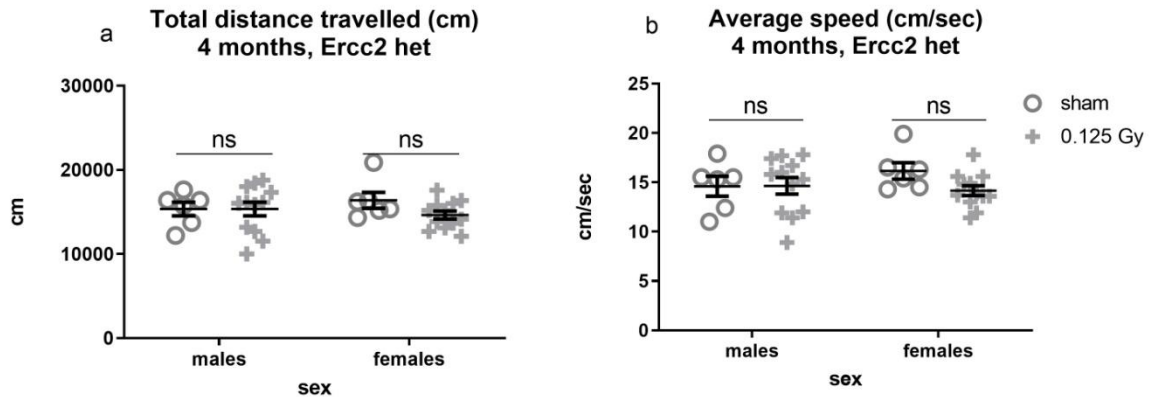 a
Total distance travelled (cm)
4 months, Ercc2 het
30000
20000
10000
0
cm
ns
ns
males
females
sex
b
Average speed (cm/sec)
4 months, Ercc2 het
25
20
15
10
5
0
cm/sec
ns
ns
males
females
sex
sham
0.125 Gy